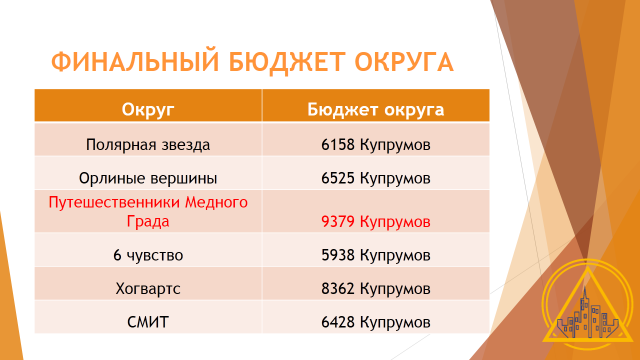 ФИНАЛЬНЫЙ БЮДЖЕТ ОКРУГА
Округ Бюджет округа
Полярная звезда 6158 Купрумов
Орлиные вершины 6525 Купрумов
Путешественники Медного
Града 9379 Купрумов
6 чувство 5938 Купрумов
Хогвартс 8362 Купрумов
СМИТ 6428 Купрумов